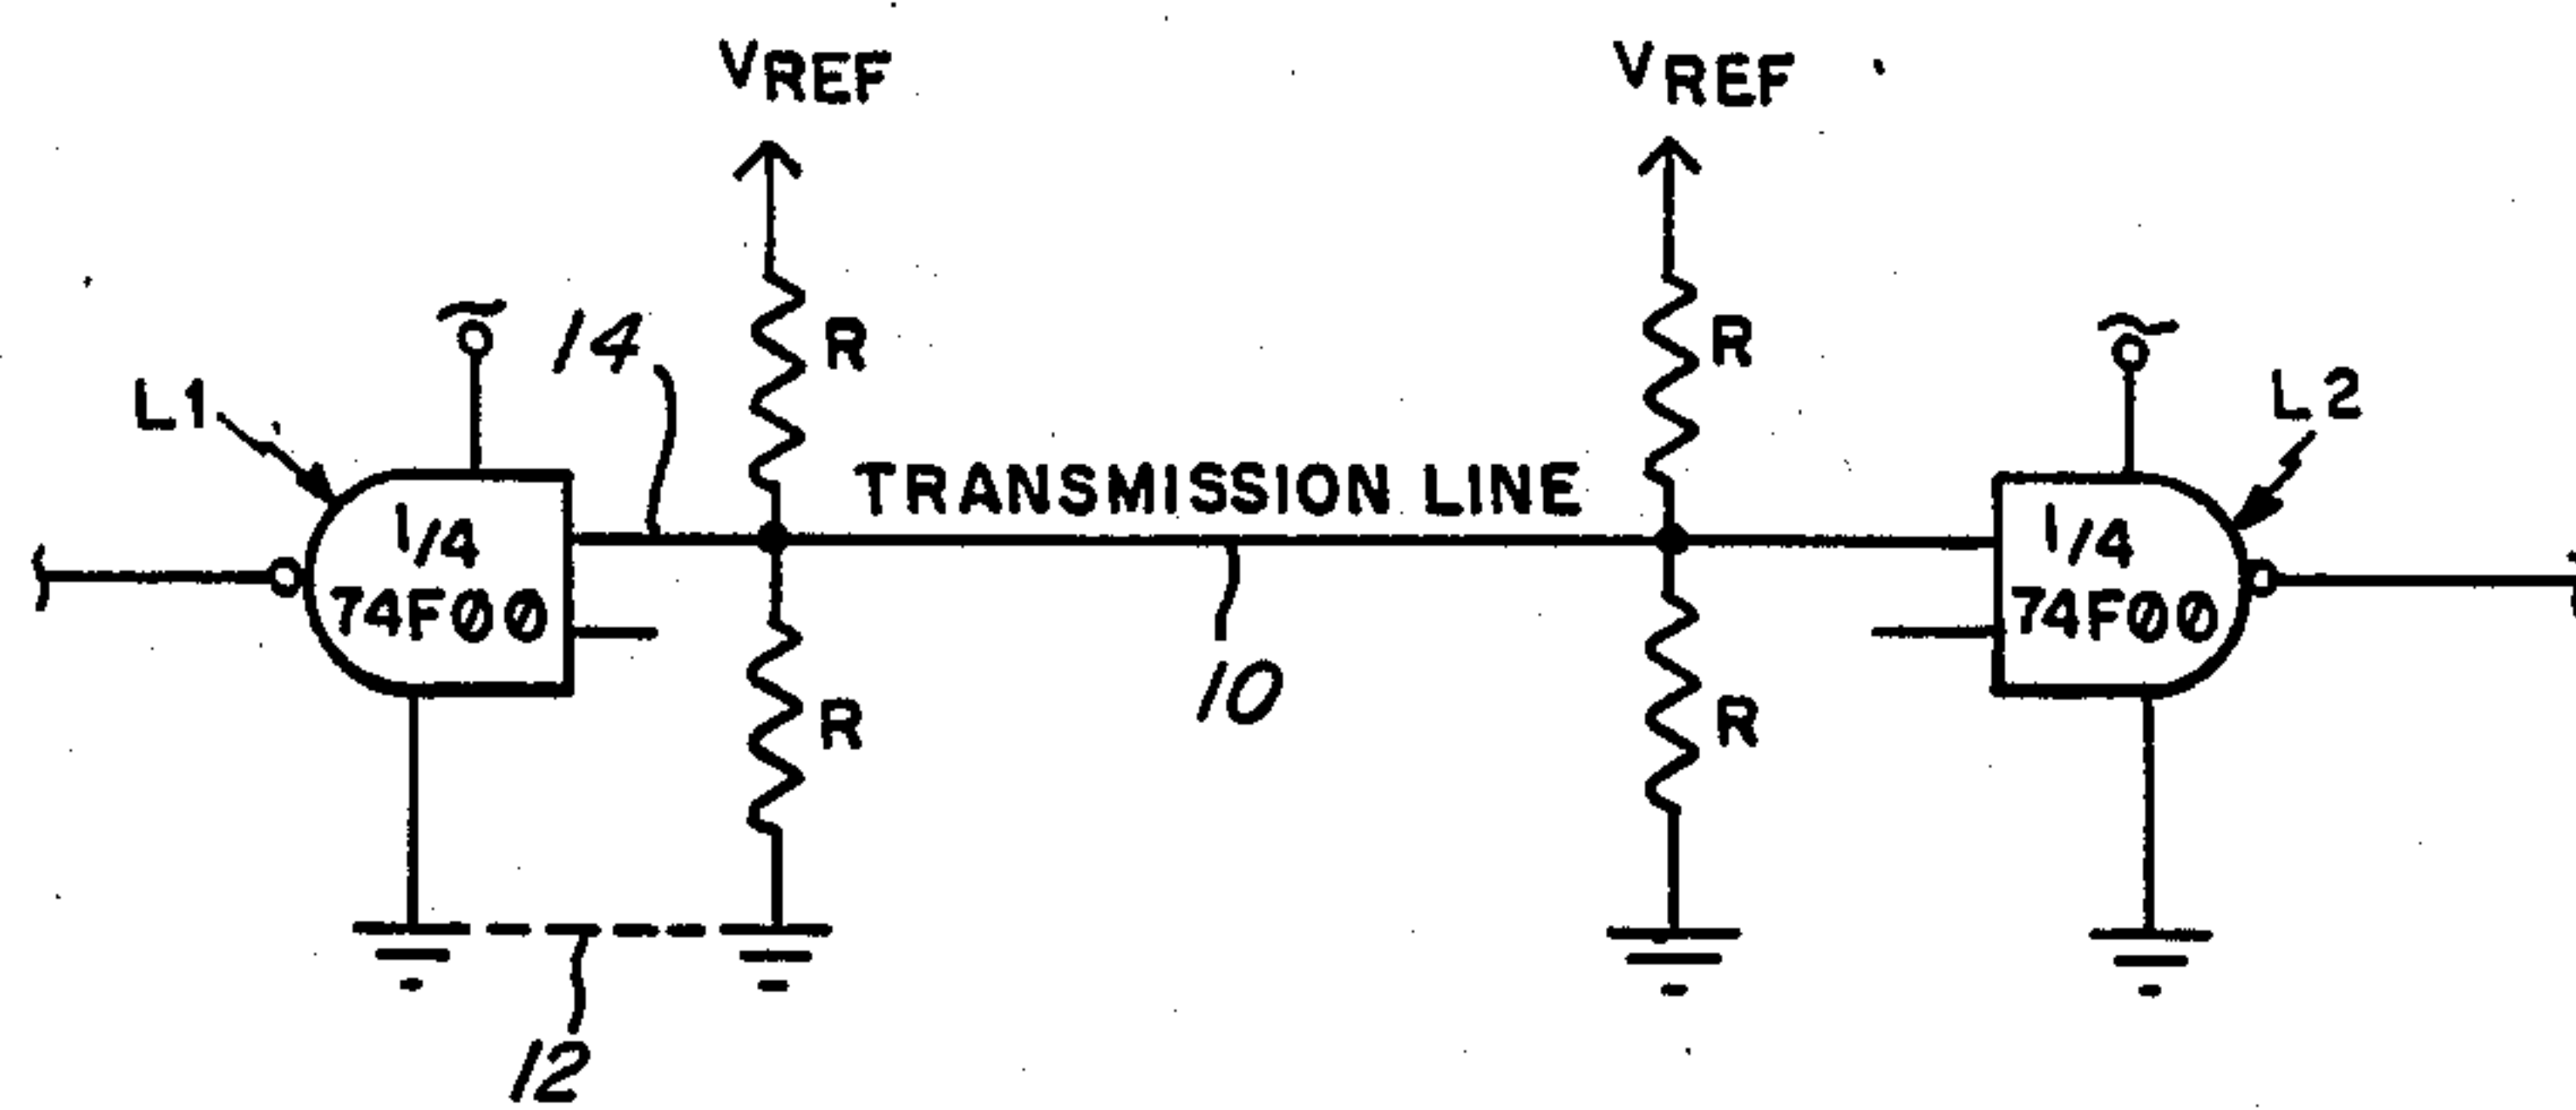 VREF
VREF
14
R
R
L1
L2
TRANSMISSION LINE
1/4
74F00
1/4
74F00
10
R
R
12